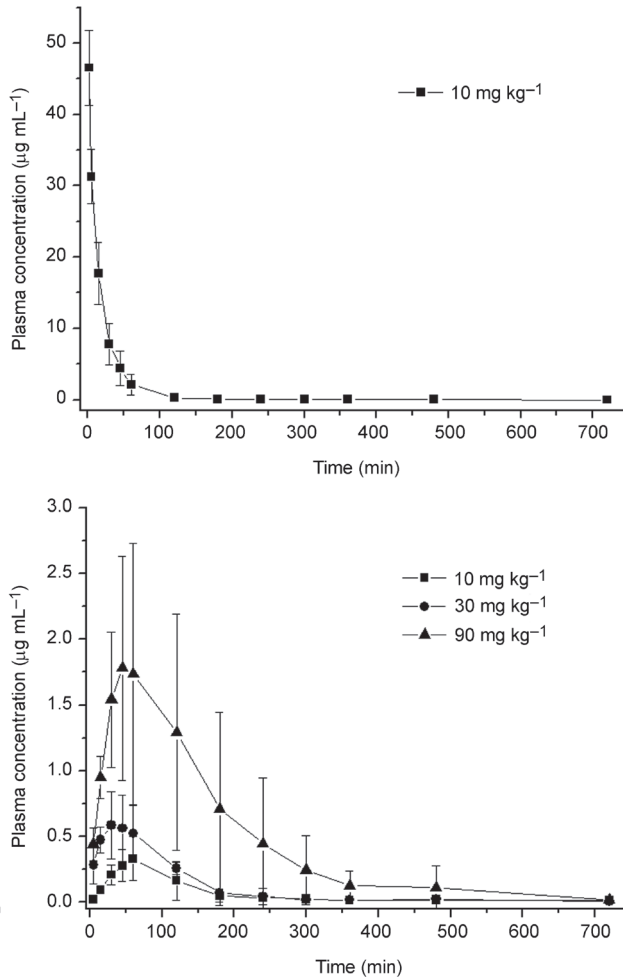 50
40
30
20
10
0
Plasma concentration (µg mL–1)
10 mg kg–1
0 100 200 300 400 500 600 700
Time (min)
3.0
2.5
2.0
1.5
1.0
0.5
0.0
Plasma concentration (µg mL–1)
10 mg kg–1
30 mg kg–1
90 mg kg–1
0 100 200 300 400 500 600 700
Time (min)